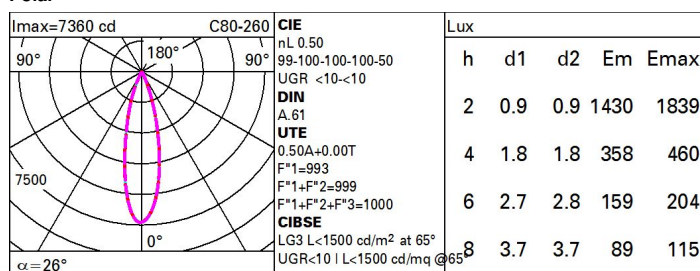 Imax=7360 cd C80-260
90° 180° 90°
7500
0°
α=26°
CIE
nL 0.50
99-100-100-100-50
UGR <10-<10
DIN
A.61
UTE
0.50A+0.00T
F"1=993
F"1+F"2=999
F"1+F"2+F"3=1000
CIBSE
LG3 L<1500 cd/m² at 65°
UGR<10 | L<1500 cd/mq @65°
Lux
h d1 d2 Em Emax
2 0.9 0.9 1430 1839
4 1.8 1.8 358 460
6 2.7 2.8 159 204
8 3.7 3.7 89 115